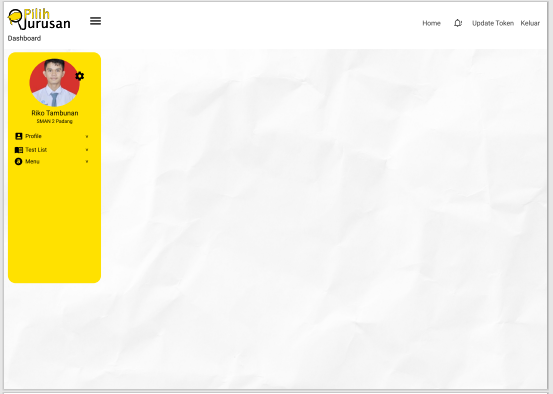 Pilih
Jurusan
Home
Update Token
Keluar
Dashboard
Riko Tambunan
SMAN 2 Padang
Profile
Test List
Menu